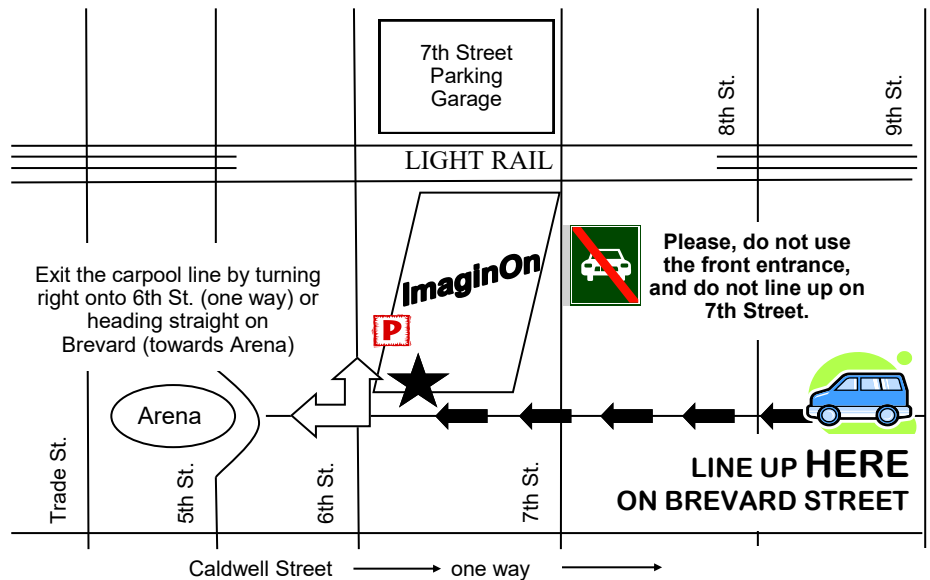 7th Street
Parking
Garage
8th St.
9th St.
LIGHT RAIL
ImaginOn
Please, do not use
the front entrance,
and do not line up on
7th Street.
Exit the carpool line by turning
right onto 6th St. (one way) or
heading straight on
Brevard (towards Arena)
P
Arena
LINE UP HERE
ON BREVARD STREET
Trade St.
5th St.
6th St.
7th St.
Caldwell Street
one way